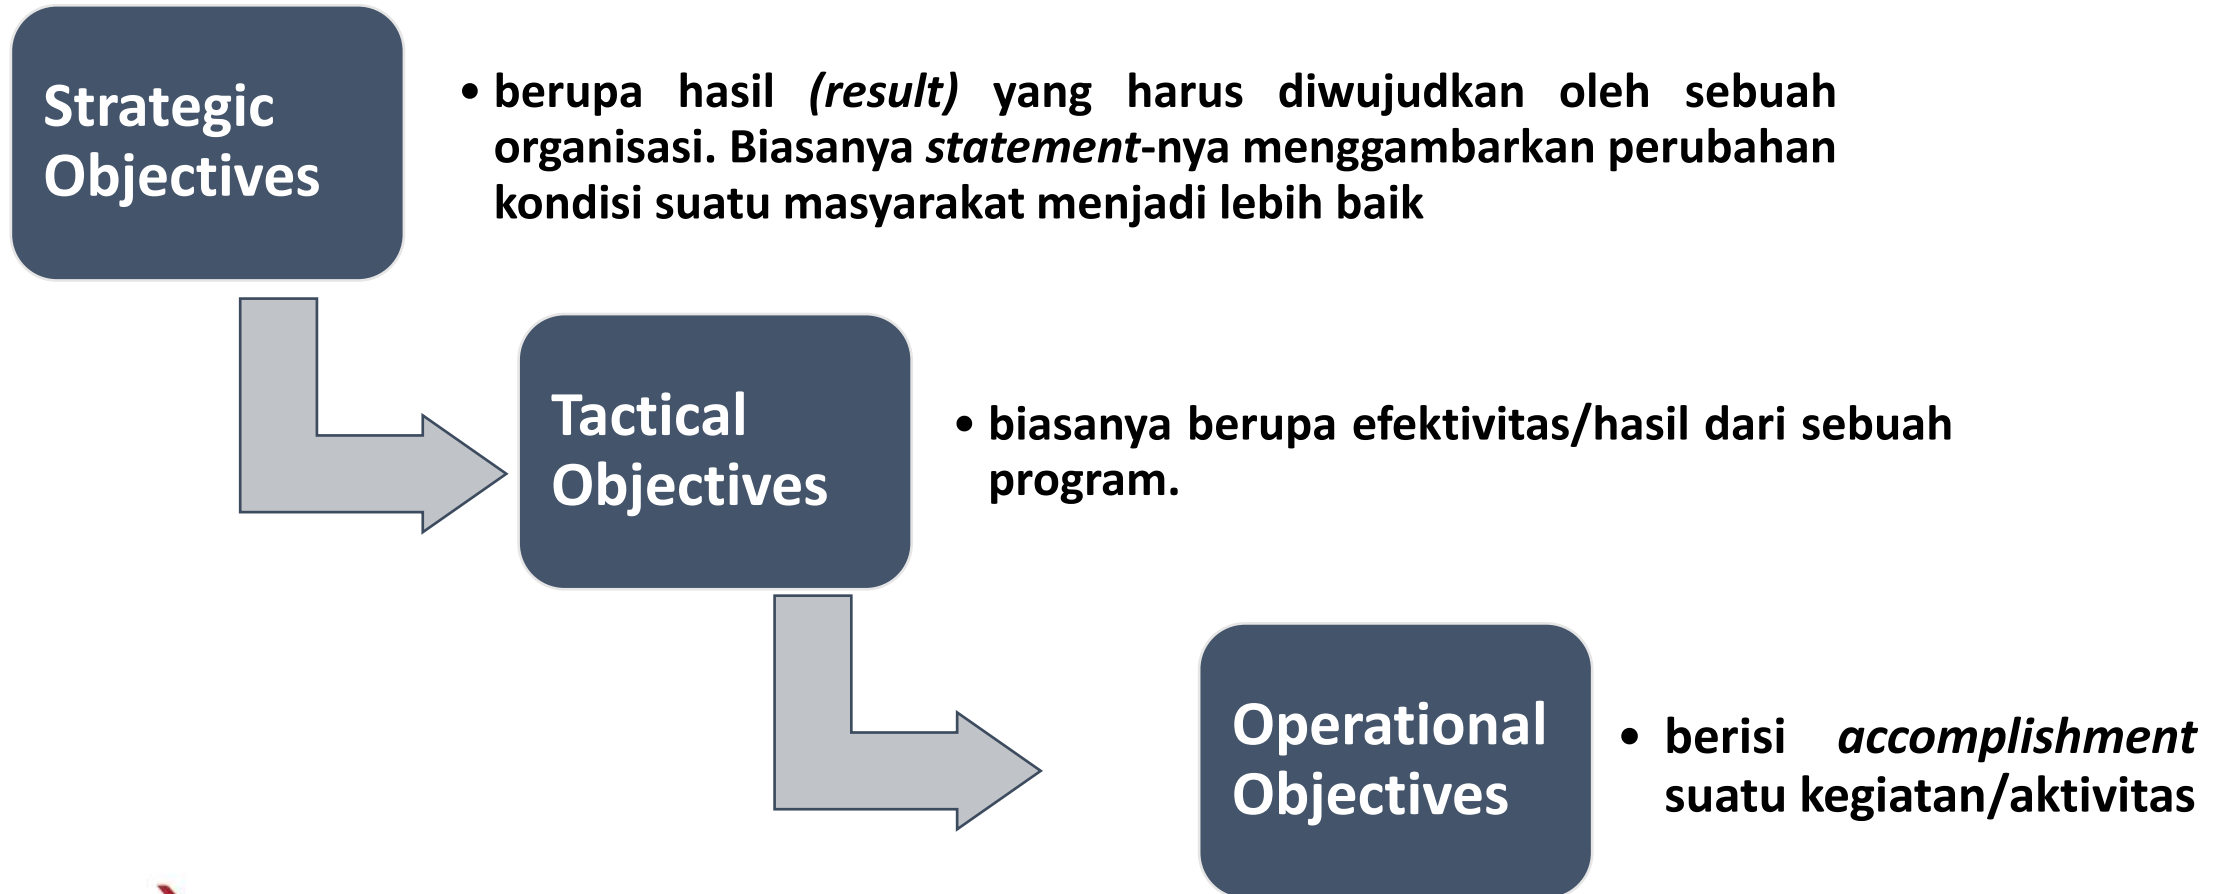 Strategic
Objectives
• berupa hasil (result) yang harus diwujudkan oleh sebuah
organisasi. Biasanya statement-nya menggambarkan perubahan
kondisi suatu masyarakat menjadi lebih baik
Tactical
Objectives
• biasanya berupa efektivitas/hasil dari sebuah
program.
Operational
Objectives
• berisi accomplishment
suatu kegiatan/aktivitas